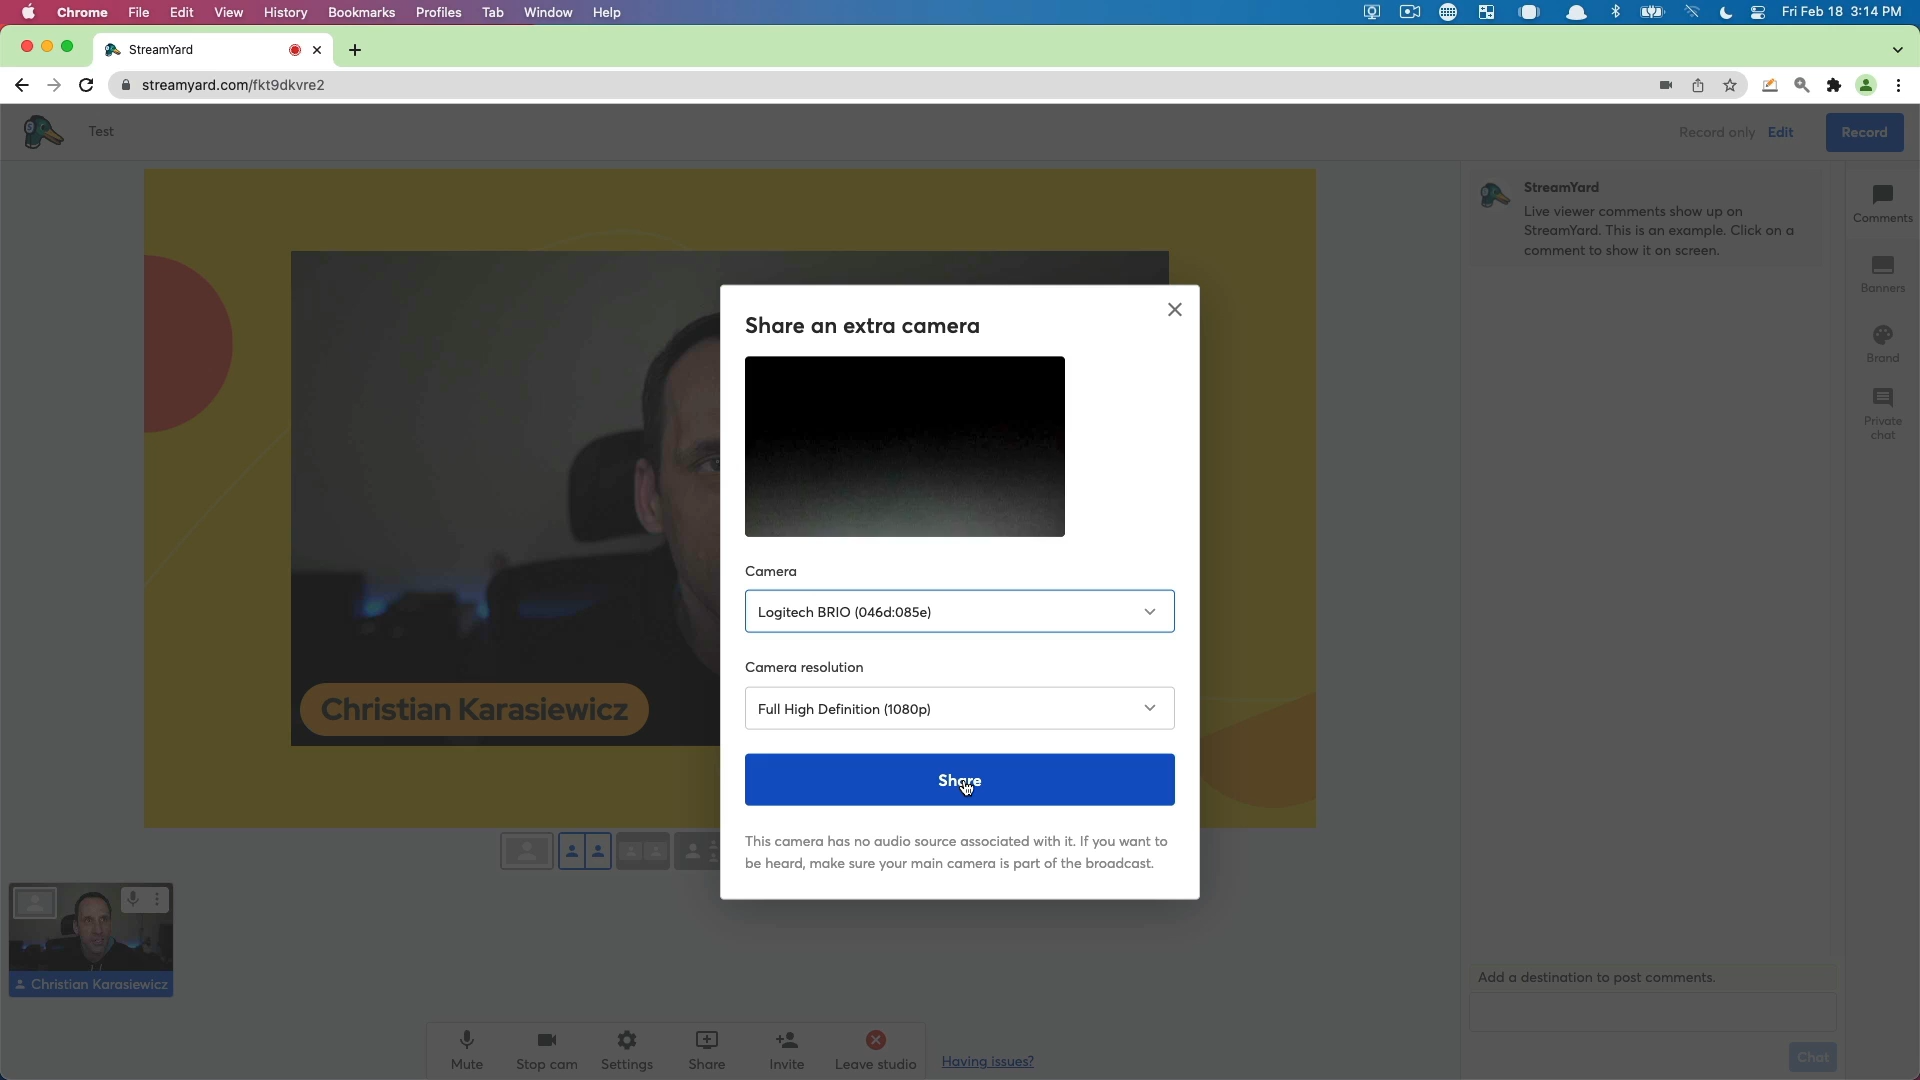 Chrome File Edit View History Bookmarks Profiles Tab Window Help
Fri Feb 18 3:14 PM
StreamYard
streamyard.com/fkt9dkvre2
Test
Record only Edit
Record
StreamYard
Live viewer comments show up on
StreamYard. This is an example. Click on a
comment to show it on screen.
Comments
Banners
Brand
Private
chat
Share an extra camera
Camera
Logitech BRIO (046d:085e)
Camera resolution
Full High Definition (1080p)
Share
This camera has no audio source associated with it. If you want to
be heard, make sure your main camera is part of the broadcast.
Christian Karasiewicz
Christian Karasiewicz
Add a destination to post comments.
Chat
Mute
Stop cam
Settings
Share
Invite
Leave studio
Having issues?